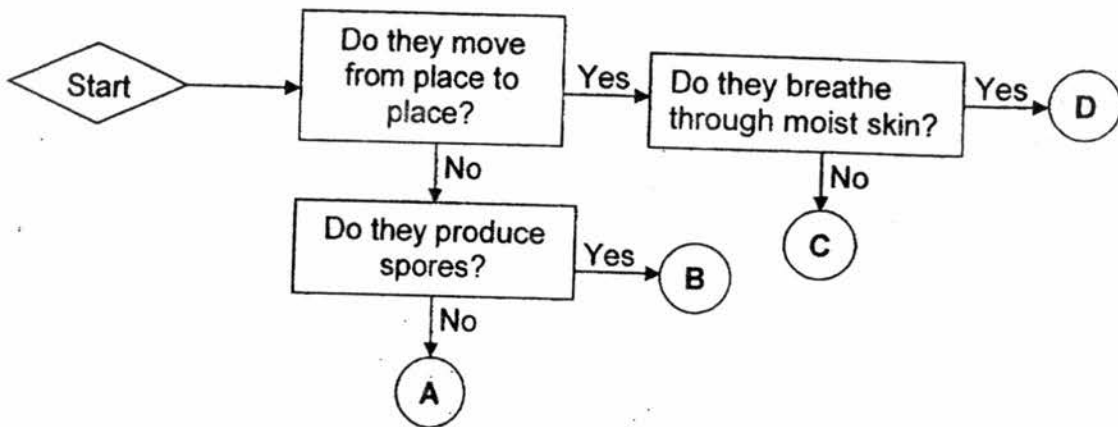 Start
Do they move
from place to
place?
Yes
Do they breathe
through moist skin?
Yes
D
No
No
C
Do they produce
spores?
Yes
B
No
A